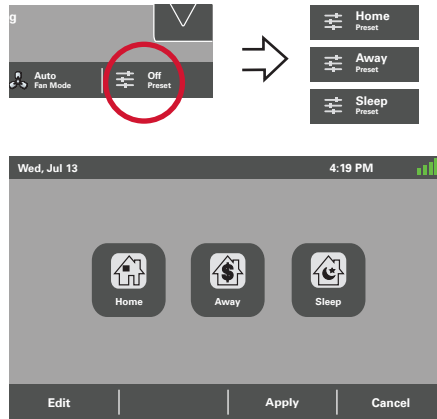 g
Auto
Fan Mode
Off
Preset
Home
Preset
Away
Preset
Sleep
Preset
Wed, Jul 13
4:19 PM
Home
Away
Sleep
Edit
Apply
Cancel